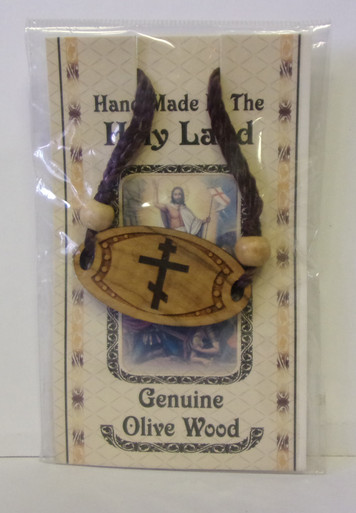 Hand Made In The
Holy Land
Genuine
Olive Wood